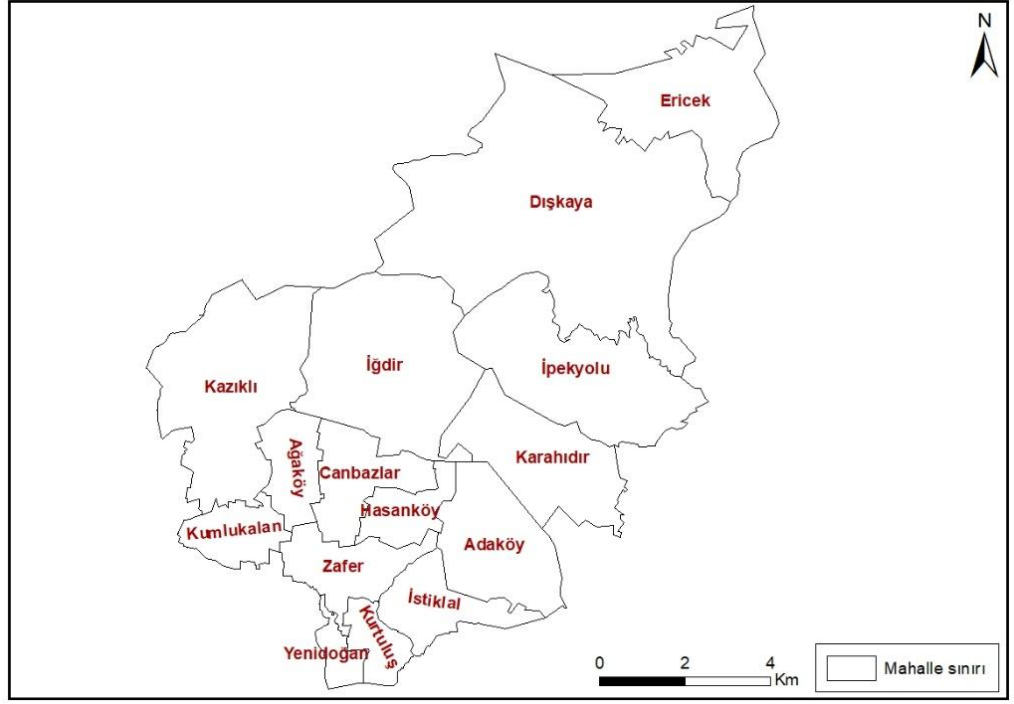 N
Ericek
Dışkaya
İğdir
İpekyolu
Kazıklı
Ağaköy
Canbazlar
Karahıdır
Hasanköy
Kumlukalan
Adaköy
Zafer
İstiklal
Kurtuluş
Yenidoğan
0 2 4
Km
Mahalle sınırı